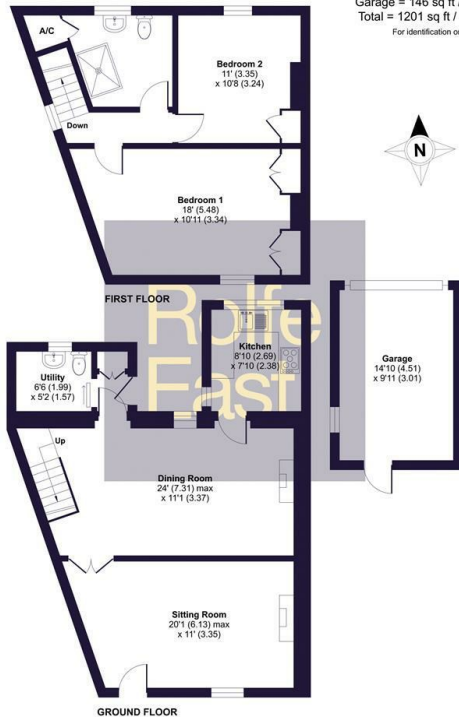 Garage = 146 sq ft /
Total = 1201 sq ft /
For identification o
A/C
Down
Bedroom 2
11' (3.35)
x 10'8 (3.24)
N
Bedroom 1
18' (5.48)
x 10'11 (3.34)
FIRST FLOOR
Rolfe
East
Kitchen
8'10 (2.69)
x 7'10 (2.38)
Garage
14'10 (4.51)
x 9'11 (3.01)
Utility
6'6 (1.99)
x 5'2 (1.57)
Up
Dining Room
24' (7.31) max
x 11'1 (3.37)
Sitting Room
20'1 (6.13) max
x 11' (3.35)
GROUND FLOOR